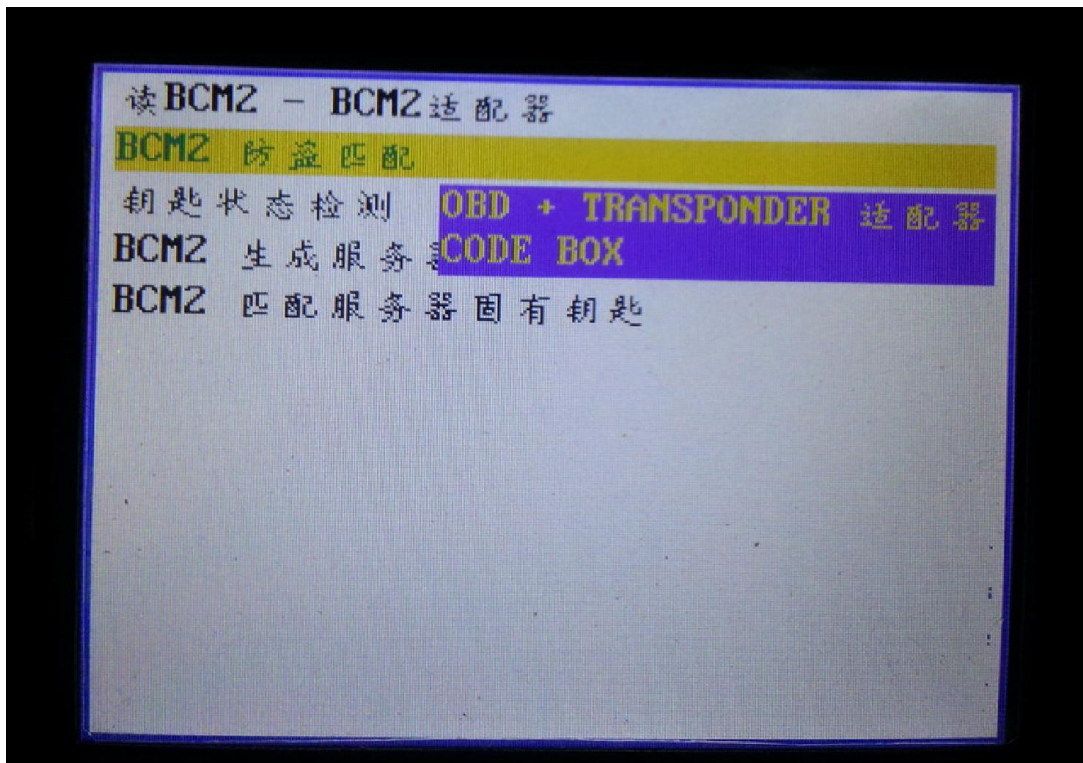 读BCM2 - BCM2适配器
BCM2 防盗匹配
钥匙状态检测
OBD + TRANSPONDER 适配器
BCM2 生成服务
CODE BOX
BCM2 匹配服务器固有钥匙